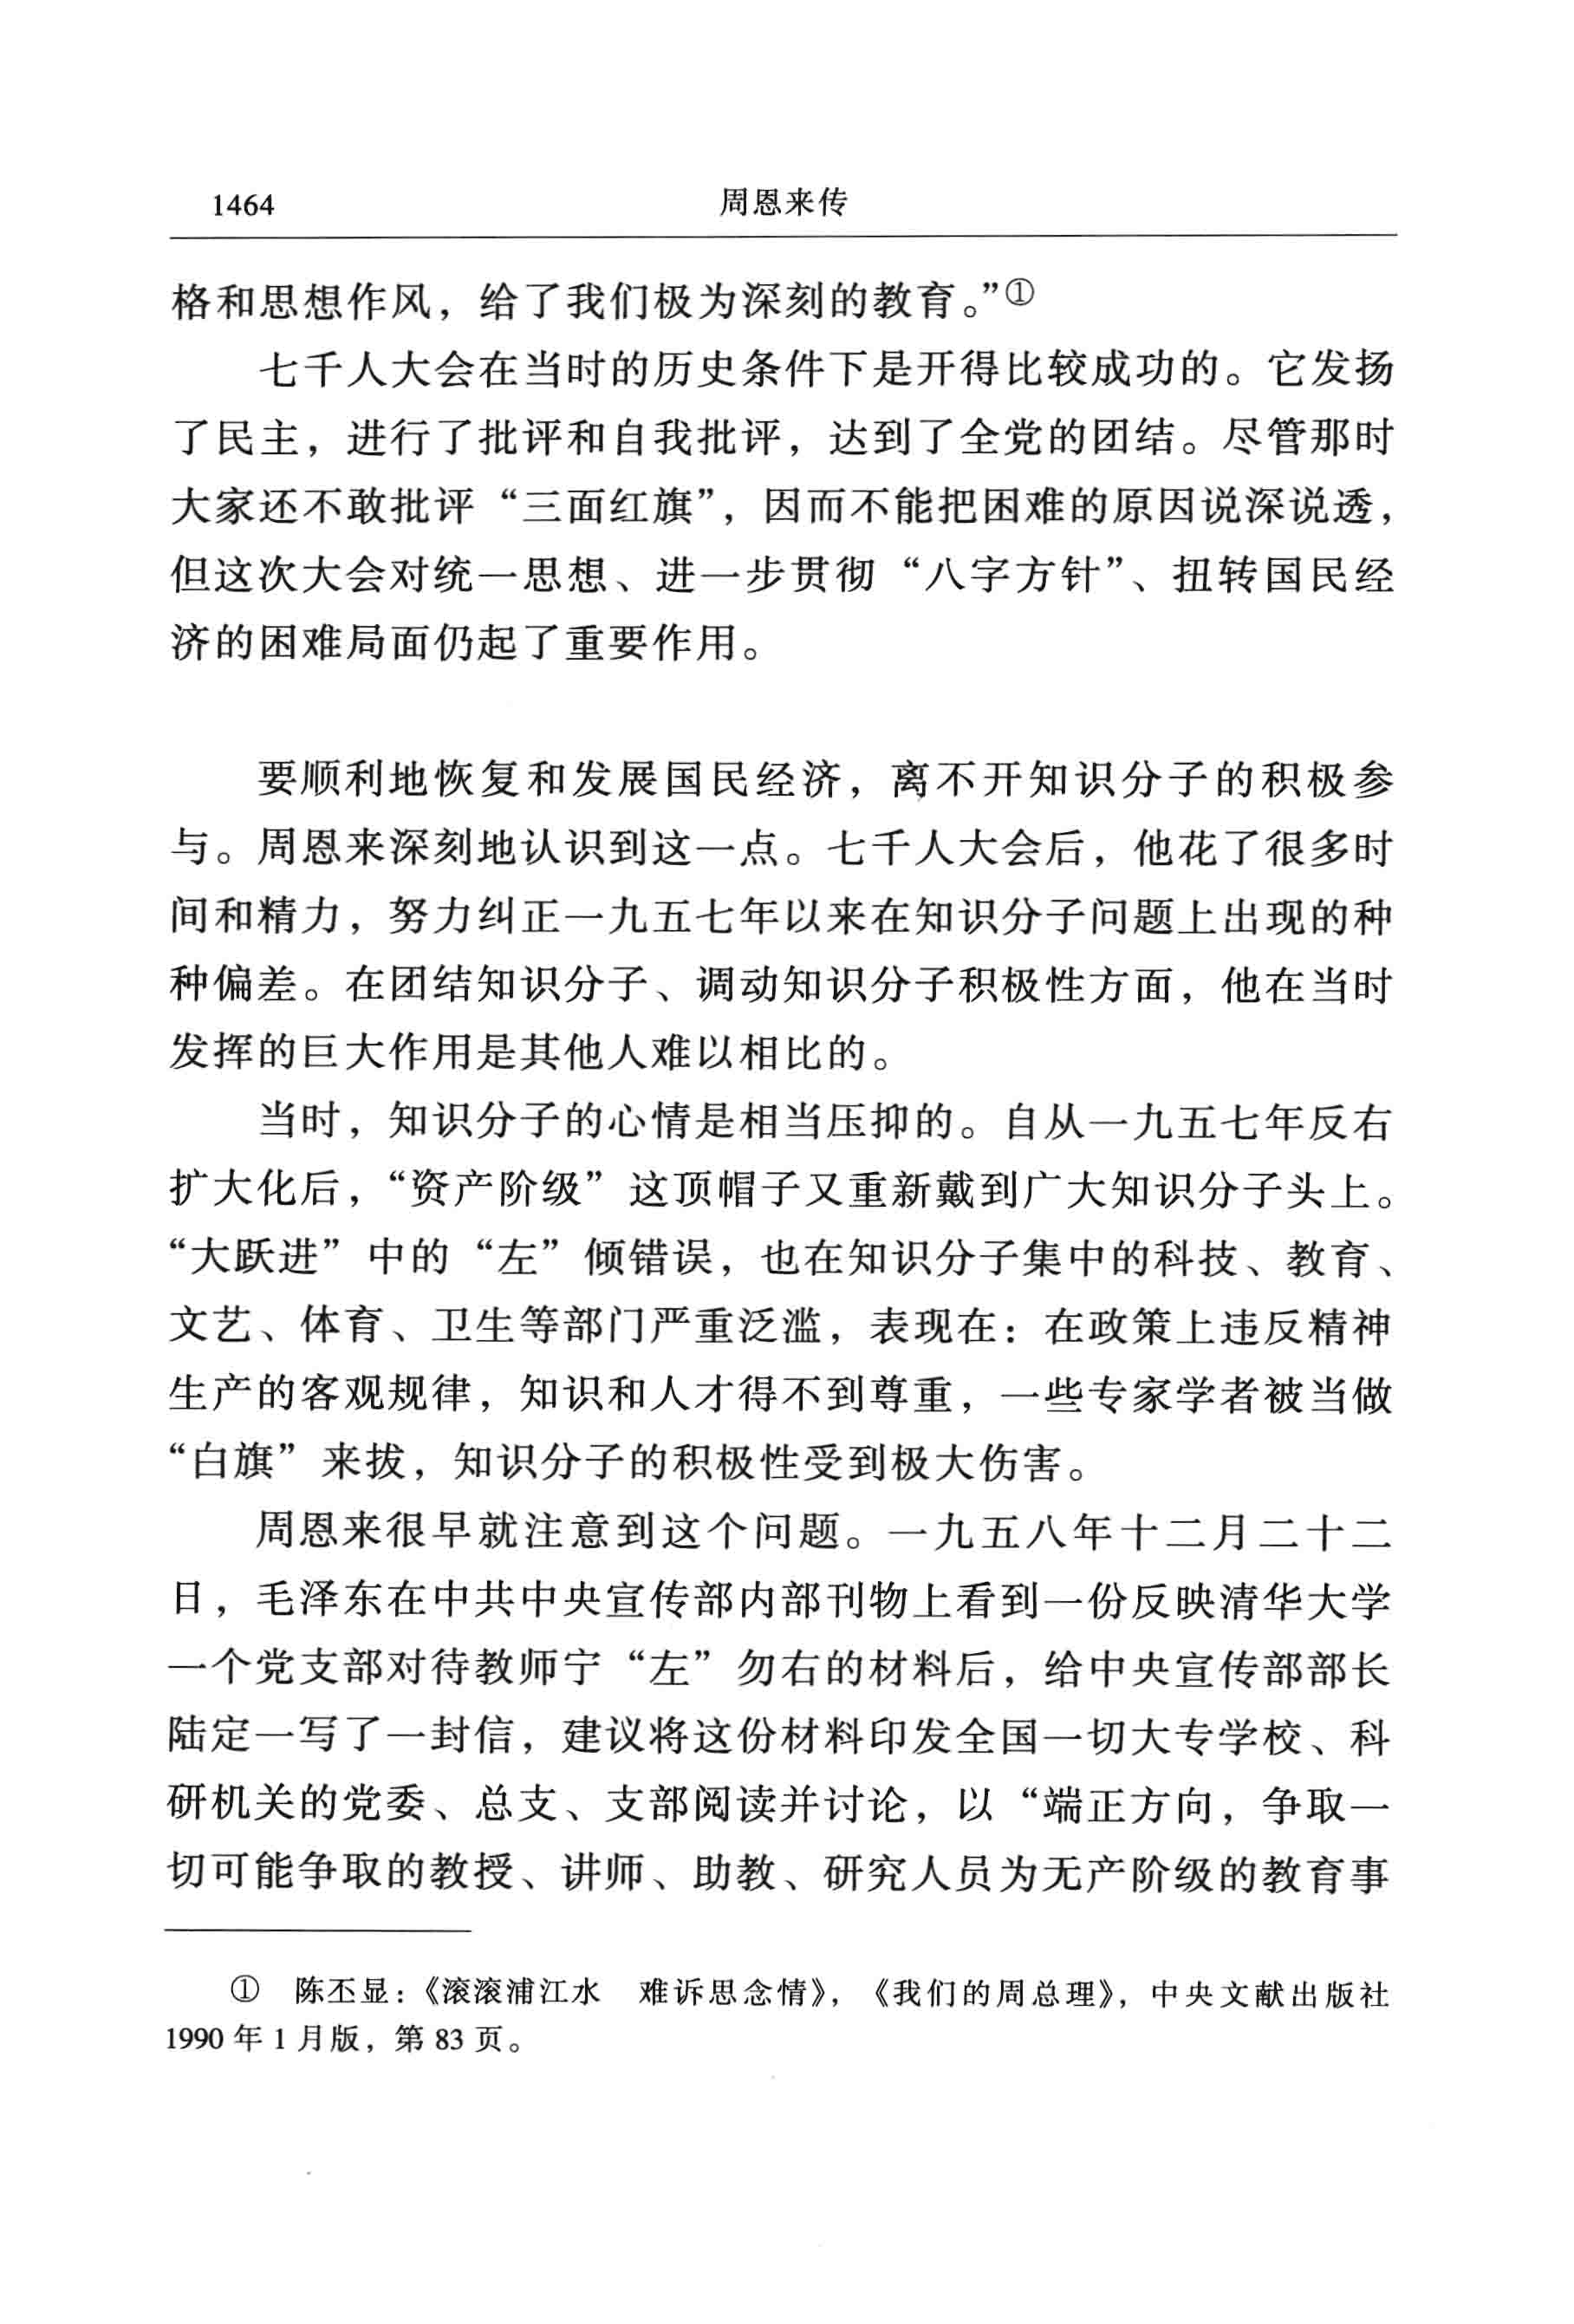 1464
周恩来传
格和思想作风，给了我们极为深刻的教育。”①
七千人大会在当时的历史条件下是开得比较成功的。它发扬
了民主，进行了批评和自我批评，达到了全党的团结。尽管那时
大家还不敢批评“三面红旗”，因而不能把困难的原因说深说透，
但这次大会对统一思想、进一步贯彻“八字方针”、扭转国民经
济的困难局面仍起了重要作用。
要顺利地恢复和发展国民经济，离不开知识分子的积极参
与。周恩来深刻地认识到这一点。七千人大会后，他花了很多时
间和精力，努力纠正一九五七年以来在知识分子问题上出现的种
种偏差。在团结知识分子、调动知识分子积极性方面，他在当时
发挥的巨大作用是其他人难以相比的。
当时，知识分子的心情是相当压抑的。自从一九五七年反右
扩大化后，“资产阶级”这顶帽子又重新戴到广大知识分子头上。
“大跃进”中的“左”倾错误，也在知识分子集中的科技、教育、
文艺、体育、卫生等部门严重泛滥，表现在：在政策上违反精神
生产的客观规律，知识和人才得不到尊重，一些专家学者被当做
“白旗”来拔，知识分子的积极性受到极大伤害。
周恩来很早就注意到这个问题。一九五八年十二月二十二
日，毛泽东在中共中央宣传部内部刊物上看到一份反映清华大学
一个党支部对待教师宁“左”勿右的材料后，给中央宣传部部长
陆定一写了一封信，建议将这份材料印发全国一切大专学校、科
研机关的党委、总支、支部阅读并讨论，以“端正方向，争取一
切可能争取的教授、讲师、助教、研究人员为无产阶级的教育事
① 陈丕显：《滚滚浦江水 难诉思念情》，《我们的周总理》，中央文献出版社
1990 年 1 月版，第 83 页。